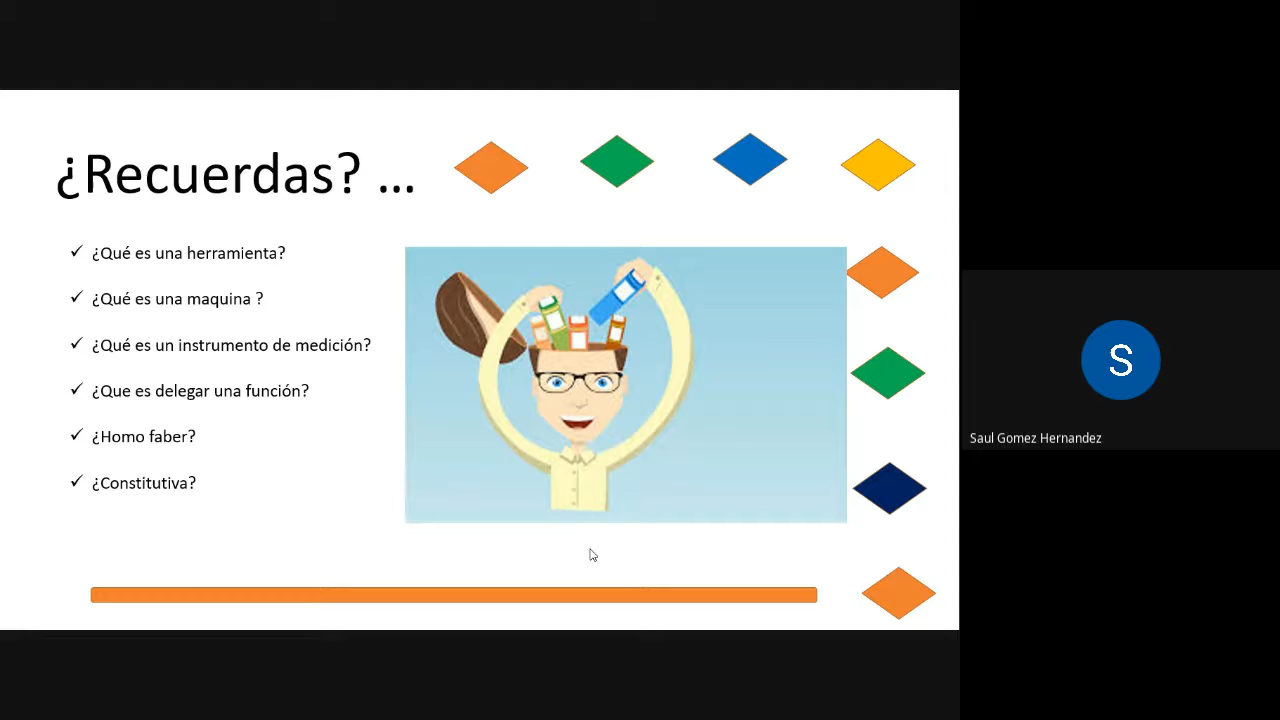 ¿Recuerdas? ...
✓ ¿Qué es una herramienta?
✓ ¿Qué es una maquina ?
✓ ¿Qué es un instrumento de medición?
✓ ¿Que es delegar una función?
✓ ¿Homo faber?
✓ ¿Constitutiva?
S
Saul Gomez Hernandez